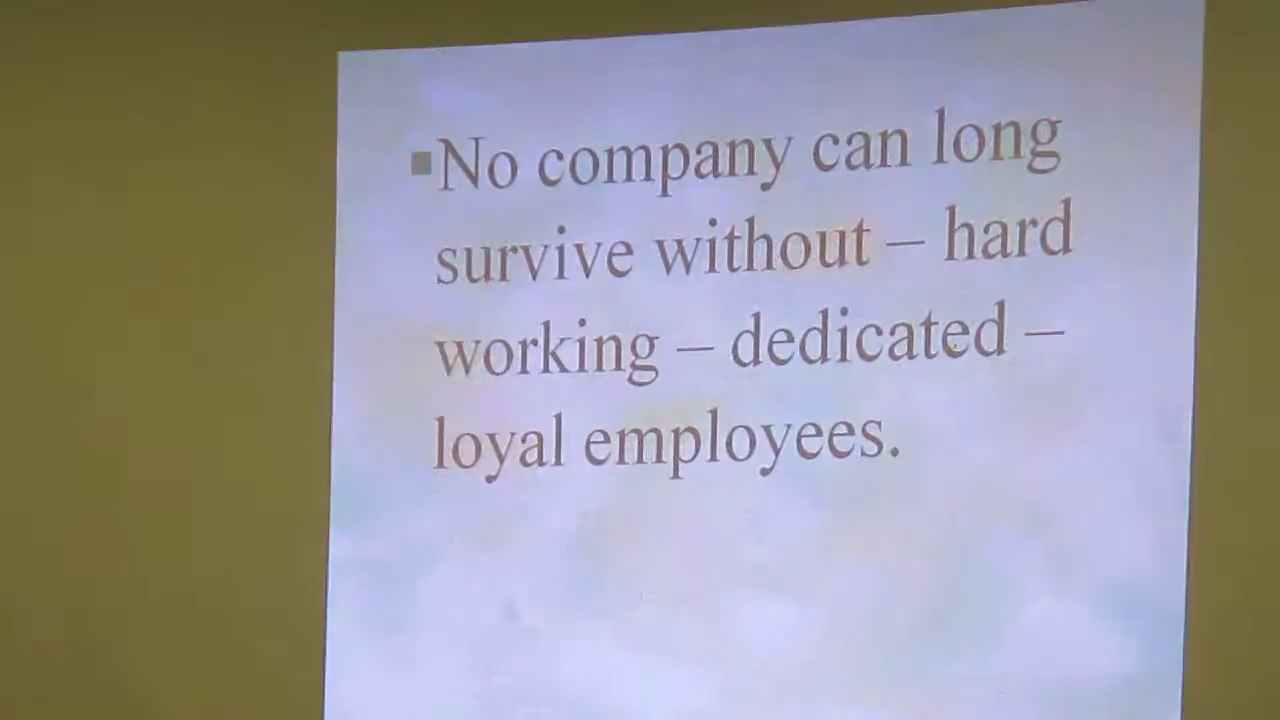 ▪No company can long
survive without – hard
working – dedicated –
loyal employees.